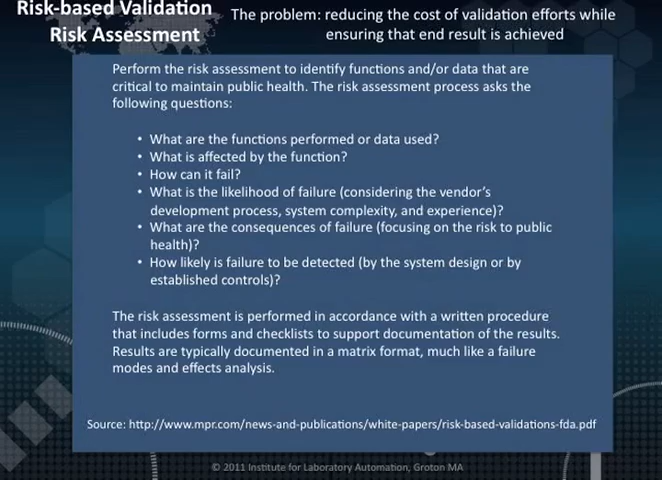 Risk-based Validation
Risk Assessment
The problem: reducing the cost of validation efforts while
ensuring that end result is achieved
Perform the risk assessment to identify functions and/or data that are
critical to maintain public health. The risk assessment process asks the
following questions:
• What are the functions performed or data used?
• What is affected by the function?
• How can it fail?
• What is the likelihood of failure (considering the vendor's
development process, system complexity, and experience)?
• What are the consequences of failure (focusing on the risk to public
health)?
• How likely is failure to be detected (by the system design or by
established controls)?
The risk assessment is performed in accordance with a written procedure
that includes forms and checklists to support documentation of the results.
Results are typically documented in a matrix format, much like a failure
modes and effects analysis.
Source: http://www.mpr.com/news-and-publications/white-papers/risk-based-validations-fda.pdf
© 2011 Institute for Laboratory Automation, Groton MA